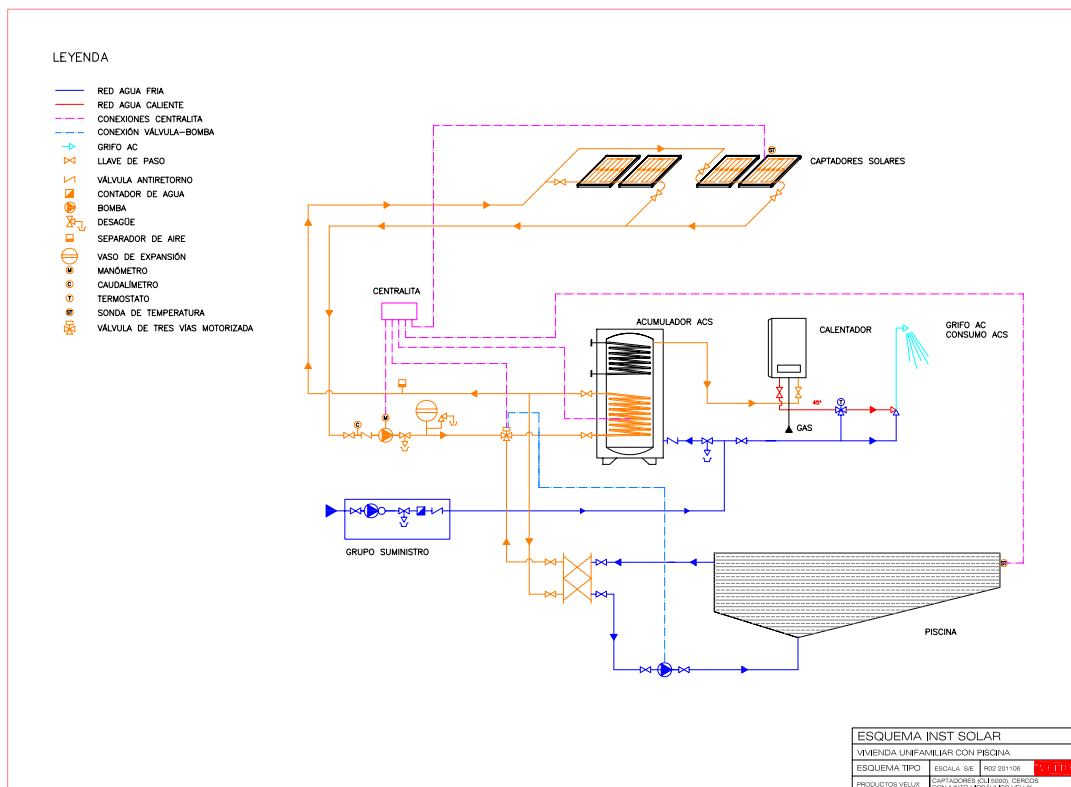 LEYENDA
RED AGUA FRIA
RED AGUA CALIENTE
CONEXIONES CENTRALITA
CONEXIÓN VÁLVULA-BOMBA
GRIFO AC
LLAVE DE PASO
VÁLVULA ANTIRETORNO
CONTADOR DE AGUA
BOMBA
DESAGÜE
SEPARADOR DE AIRE
VASO DE EXPANSIÓN
M MANÓMETRO
C CAUDALÍMETRO
T TERMOSTATO
ST SONDA DE TEMPERATURA
VÁLVULA DE TRES VÍAS MOTORIZADA
ST
CAPTADORES SOLARES
CENTRALITA
ACUMULADOR ACS
CALENTADOR
GRIFO AC
CONSUMO ACS
45°
T
GAS
M
C
GRUPO SUMINISTRO
ST
PISCINA
ESQUEMA INST SOLAR
VIVIENDA UNIFAMILIAR CON PISCINA
ESQUEMA TIPO ESCALA S/E R02 201106
PRODUCTOS VELUX CAPTADORES (CLI 5000), CERCOS